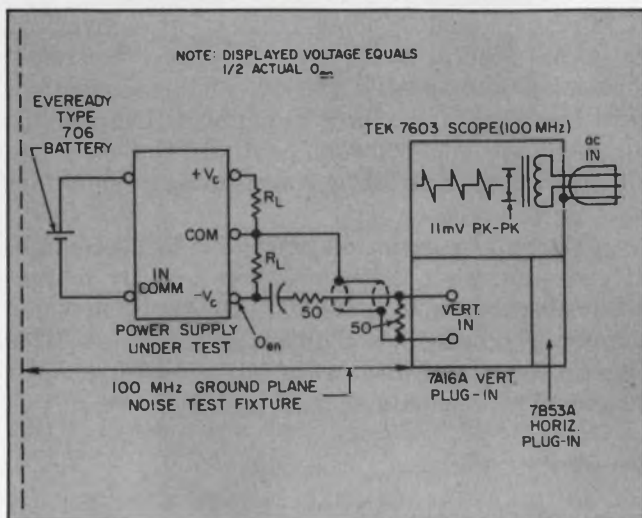 NOTE: DISPLAYED VOLTAGE EQUALS
1/2 ACTUAL Oen
EVEREADY
TYPE
706
BATTERY
TEK 7603 SCOPE(100 MHz)
ac
IN
+Vc
RL
COM
RL
IN
COMM
-Vc
11mV PK-PK
50
50
VERT.
IN
POWER SUPPLY
UNDER TEST
Oen
100 MHz GROUND PLANE
NOISE TEST FIXTURE
7A16A VERT
PLUG-IN
7B53A
HORIZ.
PLUG-IN